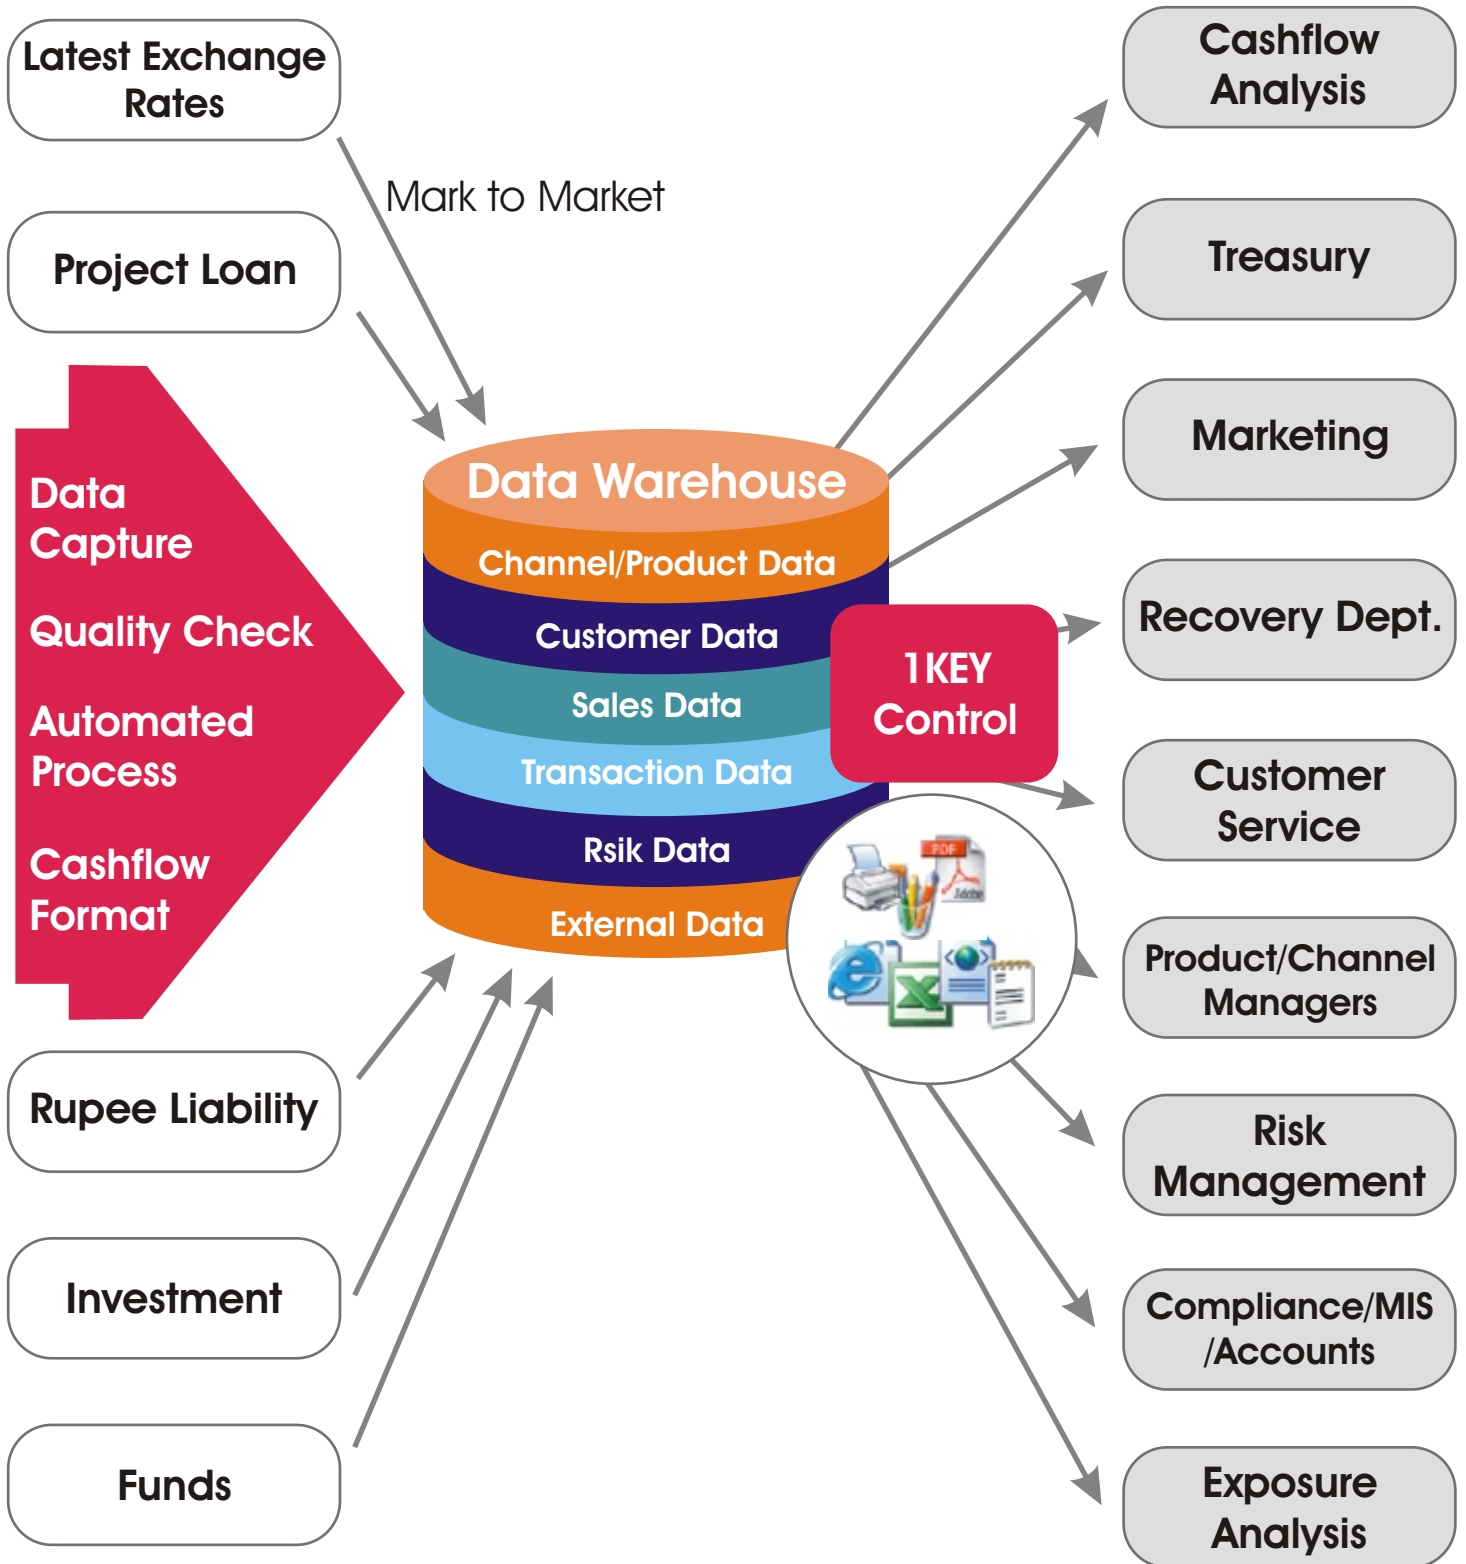 Latest Exchange
Rates
Project Loan
Mark to Market
Data
Capture
Quality Check
Automated
Process
Cashflow
Format
Rupee Liability
Investment
Funds
Data Warehouse
Channel/Product Data
Customer Data
Sales Data
Transaction Data
Rsik Data
External Data
1KEY
Control
PDF
Adobe
Cashflow
Analysis
Treasury
Marketing
Recovery Dept.
Customer
Service
Product/Channel
Managers
Risk
Management
Compliance/MIS
/Accounts
Exposure
Analysis